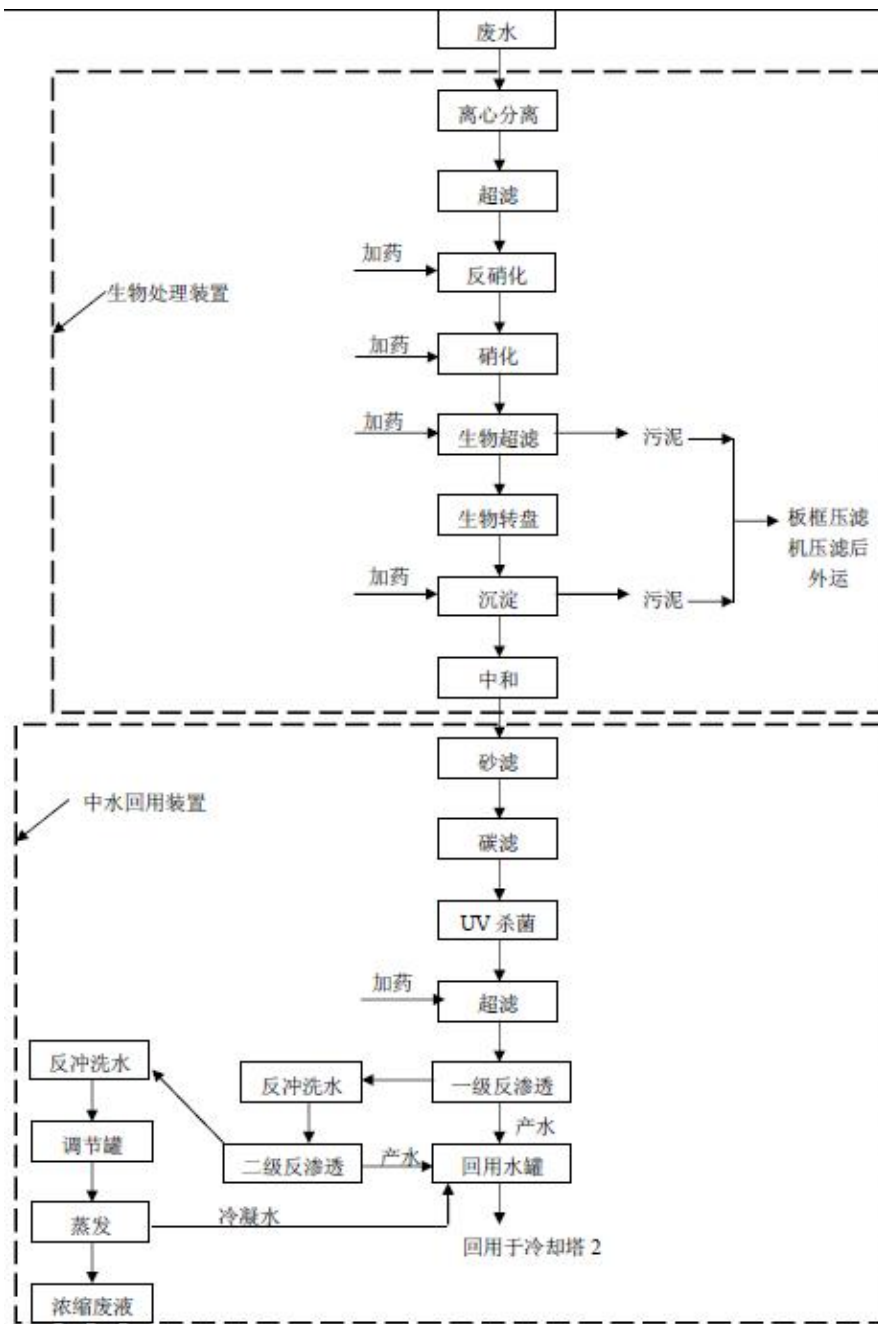 废水
离心分离
超滤
加药
反硝化
生物处理装置
加药
硝化
加药
生物超滤
污泥
生物转盘
板框压滤
机压滤后
外运
加药
沉淀
污泥
中和
砂滤
中水回用装置
碳滤
UV 杀菌
加药
超滤
反冲洗水
反冲洗水
一级反渗透
产水
调节罐
二级反渗透
产水
回用水罐
蒸发
冷凝水
回用于冷却塔 2
浓缩废液